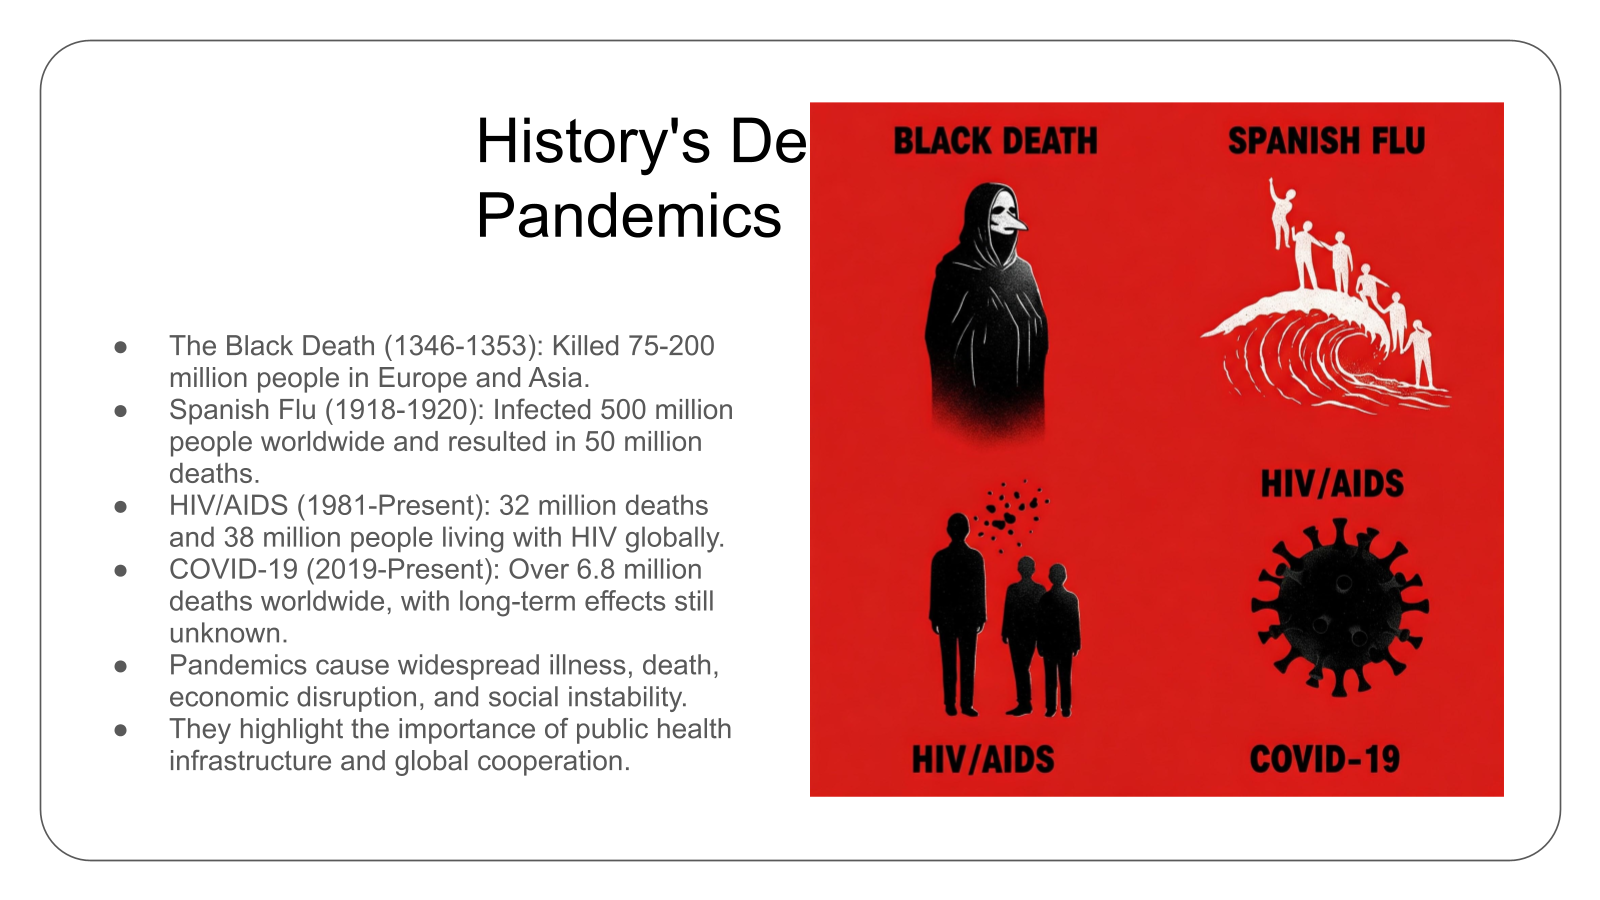 History's De
Pandemics
● The Black Death (1346-1353): Killed 75-200
million people in Europe and Asia.
● Spanish Flu (1918-1920): Infected 500 million
people worldwide and resulted in 50 million
deaths.
● HIV/AIDS (1981-Present): 32 million deaths
and 38 million people living with HIV globally.
● COVID-19 (2019-Present): Over 6.8 million
deaths worldwide, with long-term effects still
unknown.
● Pandemics cause widespread illness, death,
economic disruption, and social instability.
● They highlight the importance of public health
infrastructure and global cooperation.
BLACK DEATH
SPANISH FLU
HIV/AIDS
HIV/AIDS
COVID-19